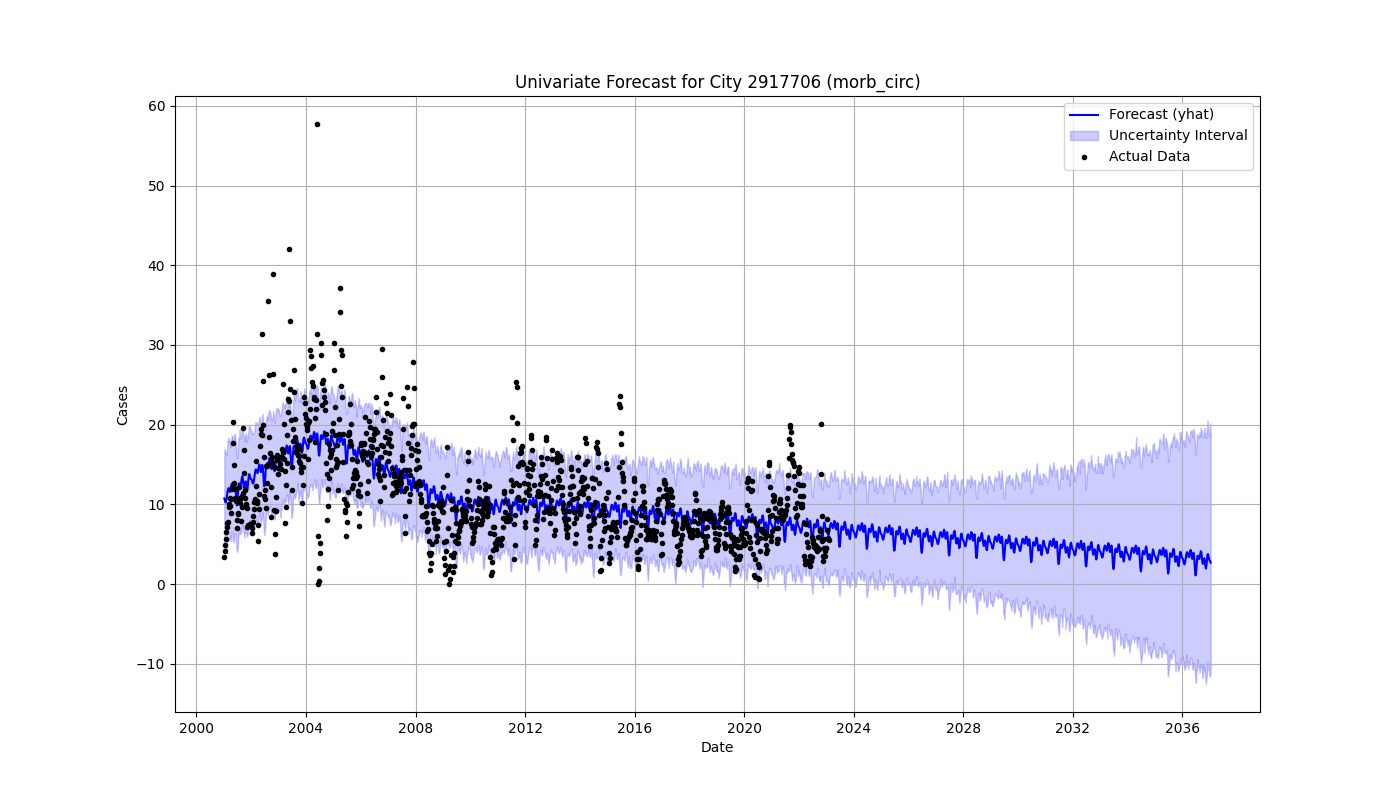 Univariate Forecast for City 2917706 (morb_circ)
Forecast (yhat)
Uncertainty Interval
Actual Data
Cases
60
50
40
30
20
10
0
−10
2000 2004 2008 2012 2016 2020 2024 2028 2032 2036
Date